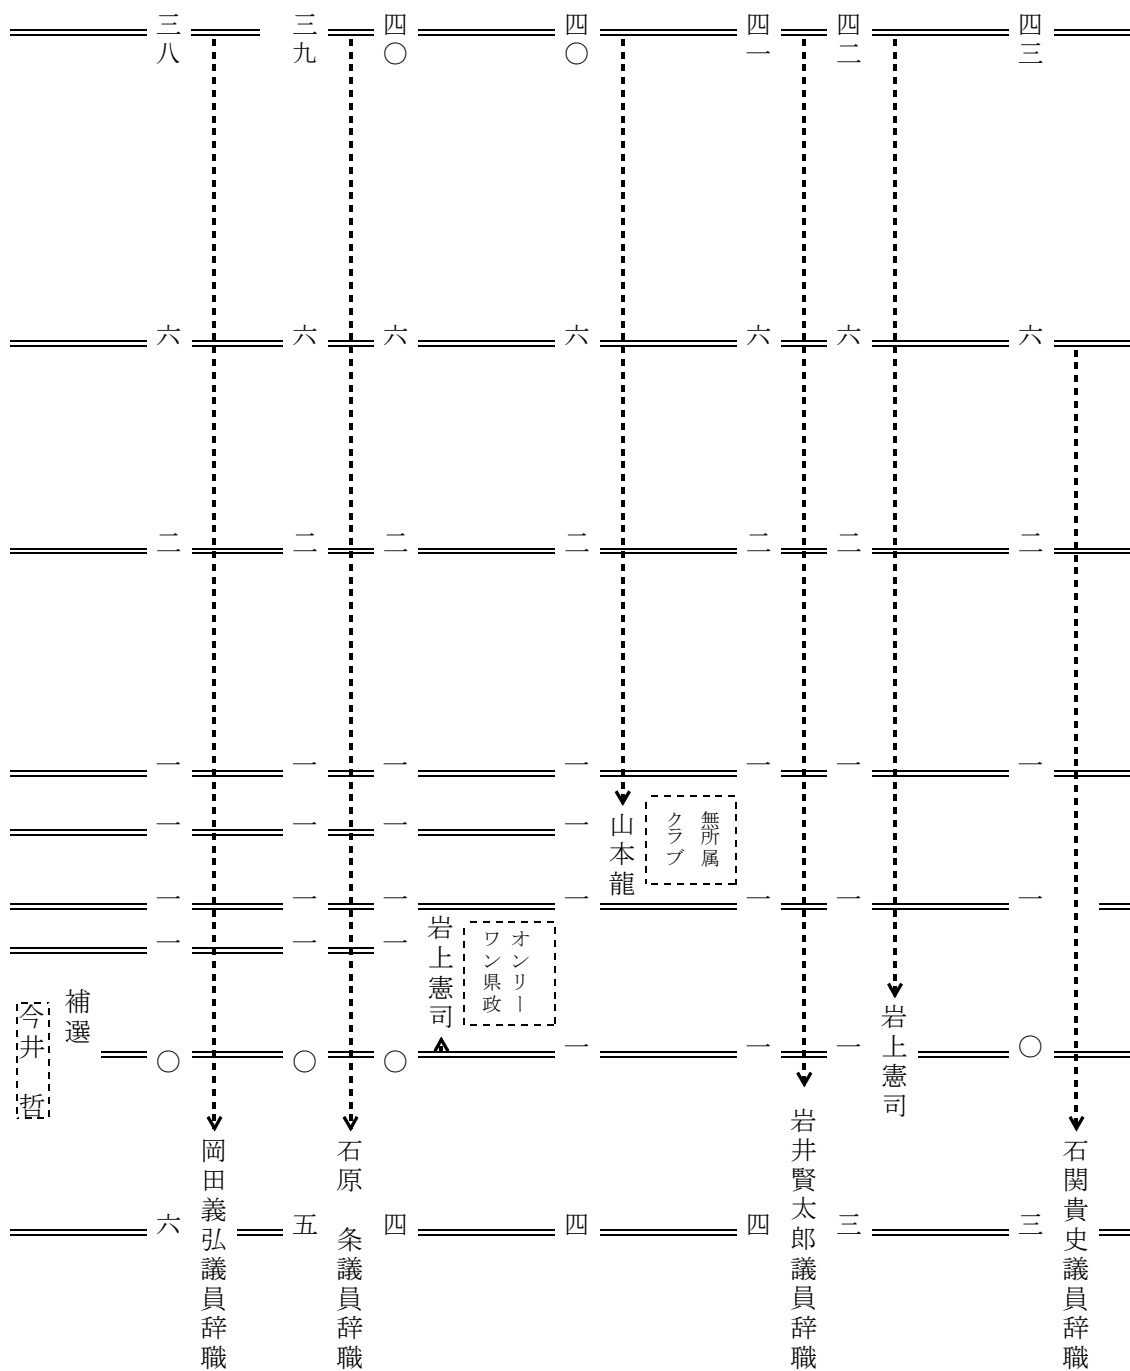 石関貴史議員辞職
四三 六 二 一 一 〇 三
岩上憲司
四二 六 二 一 一 一 三
岩井賢太郎議員辞職
四一 六 二 一 一 一 四
無所属
クラブ
山本龍
四〇 六 二 一 一 一 一 四
オンリー
ワン県政
岩上憲司
四〇 六 二 一 一 一 一 〇 四
石原　条議員辞職
三九 六 二 一 一 一 一 〇 五
岡田義弘議員辞職
三八 六 二 一 一 一 一 〇 六
補選
今井　哲